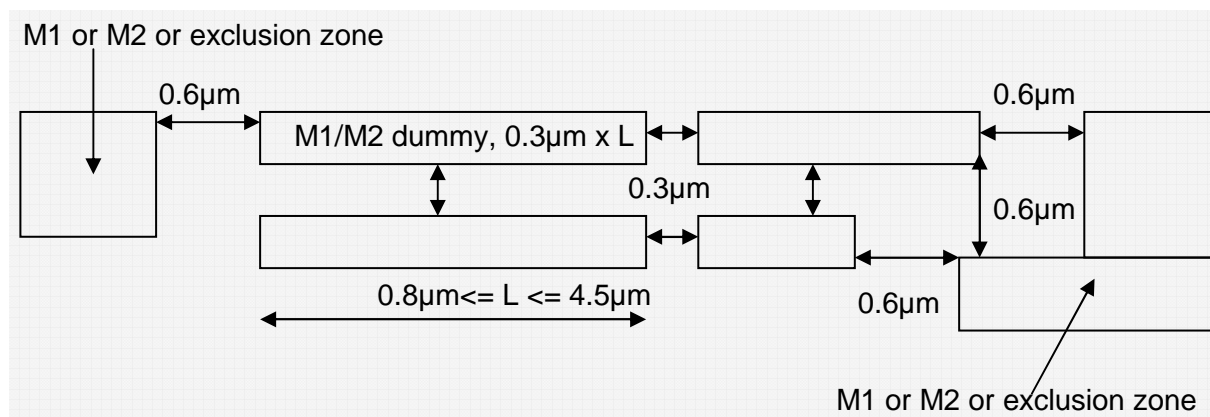 M1 or M2 or exclusion zone
0.6µm
0.6µm
M1/M2 dummy, 0.3µm x L
0.3µm
0.6µm
0.8µm<= L <= 4.5µm
0.6µm
M1 or M2 or exclusion zone